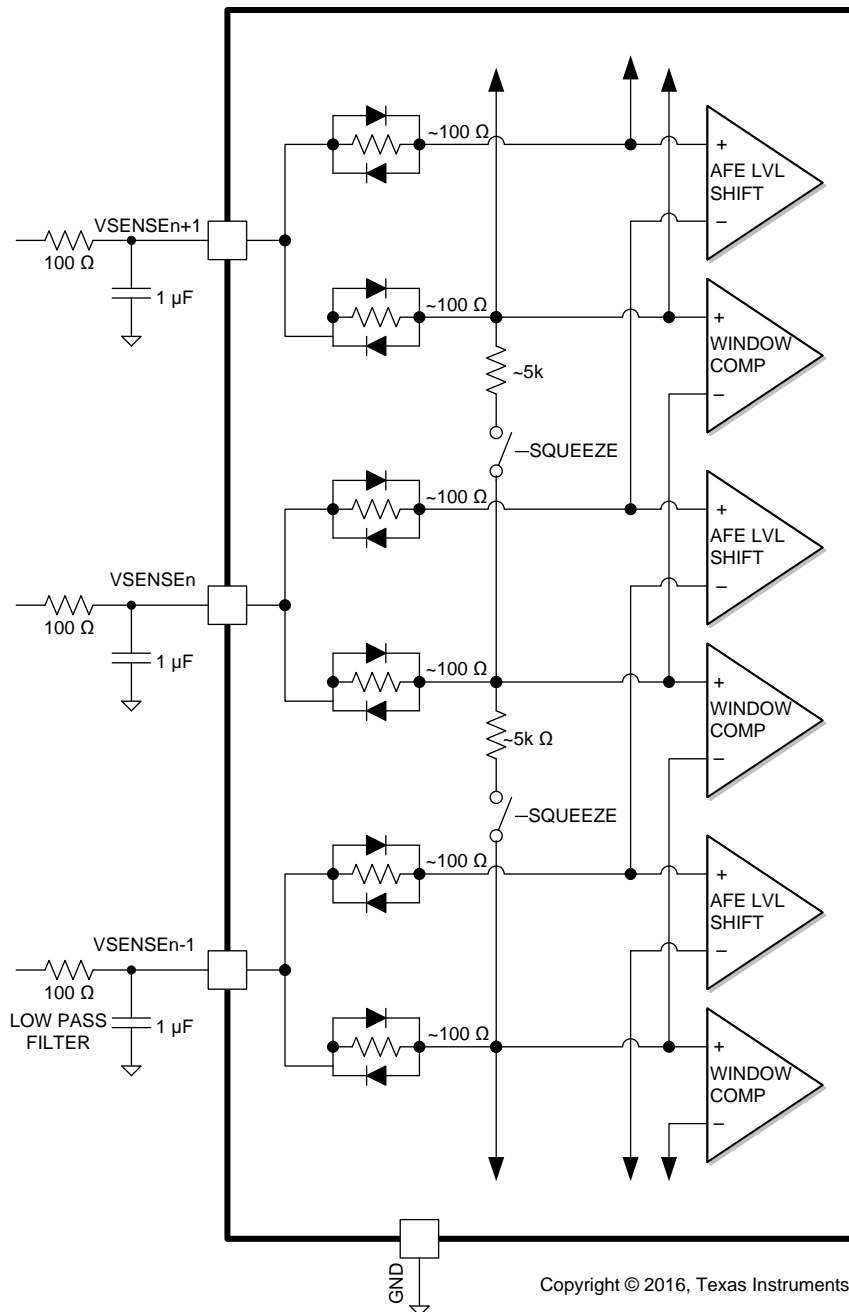 ~100 Ω
+
AFE LVL
SHIFT
−
VSENSEn+1
100 Ω
1 µF
~100 Ω
+
WINDOW
COMP
−
~5k
SQUEEZE
~100 Ω
+
AFE LVL
SHIFT
−
VSENSEn
100 Ω
1 µF
~100 Ω
+
WINDOW
COMP
−
~5k Ω
SQUEEZE
~100 Ω
+
AFE LVL
SHIFT
−
VSENSEn-1
100 Ω
LOW PASS
FILTER
1 µF
~100 Ω
+
WINDOW
COMP
−
GND
Copyright © 2016, Texas Instruments